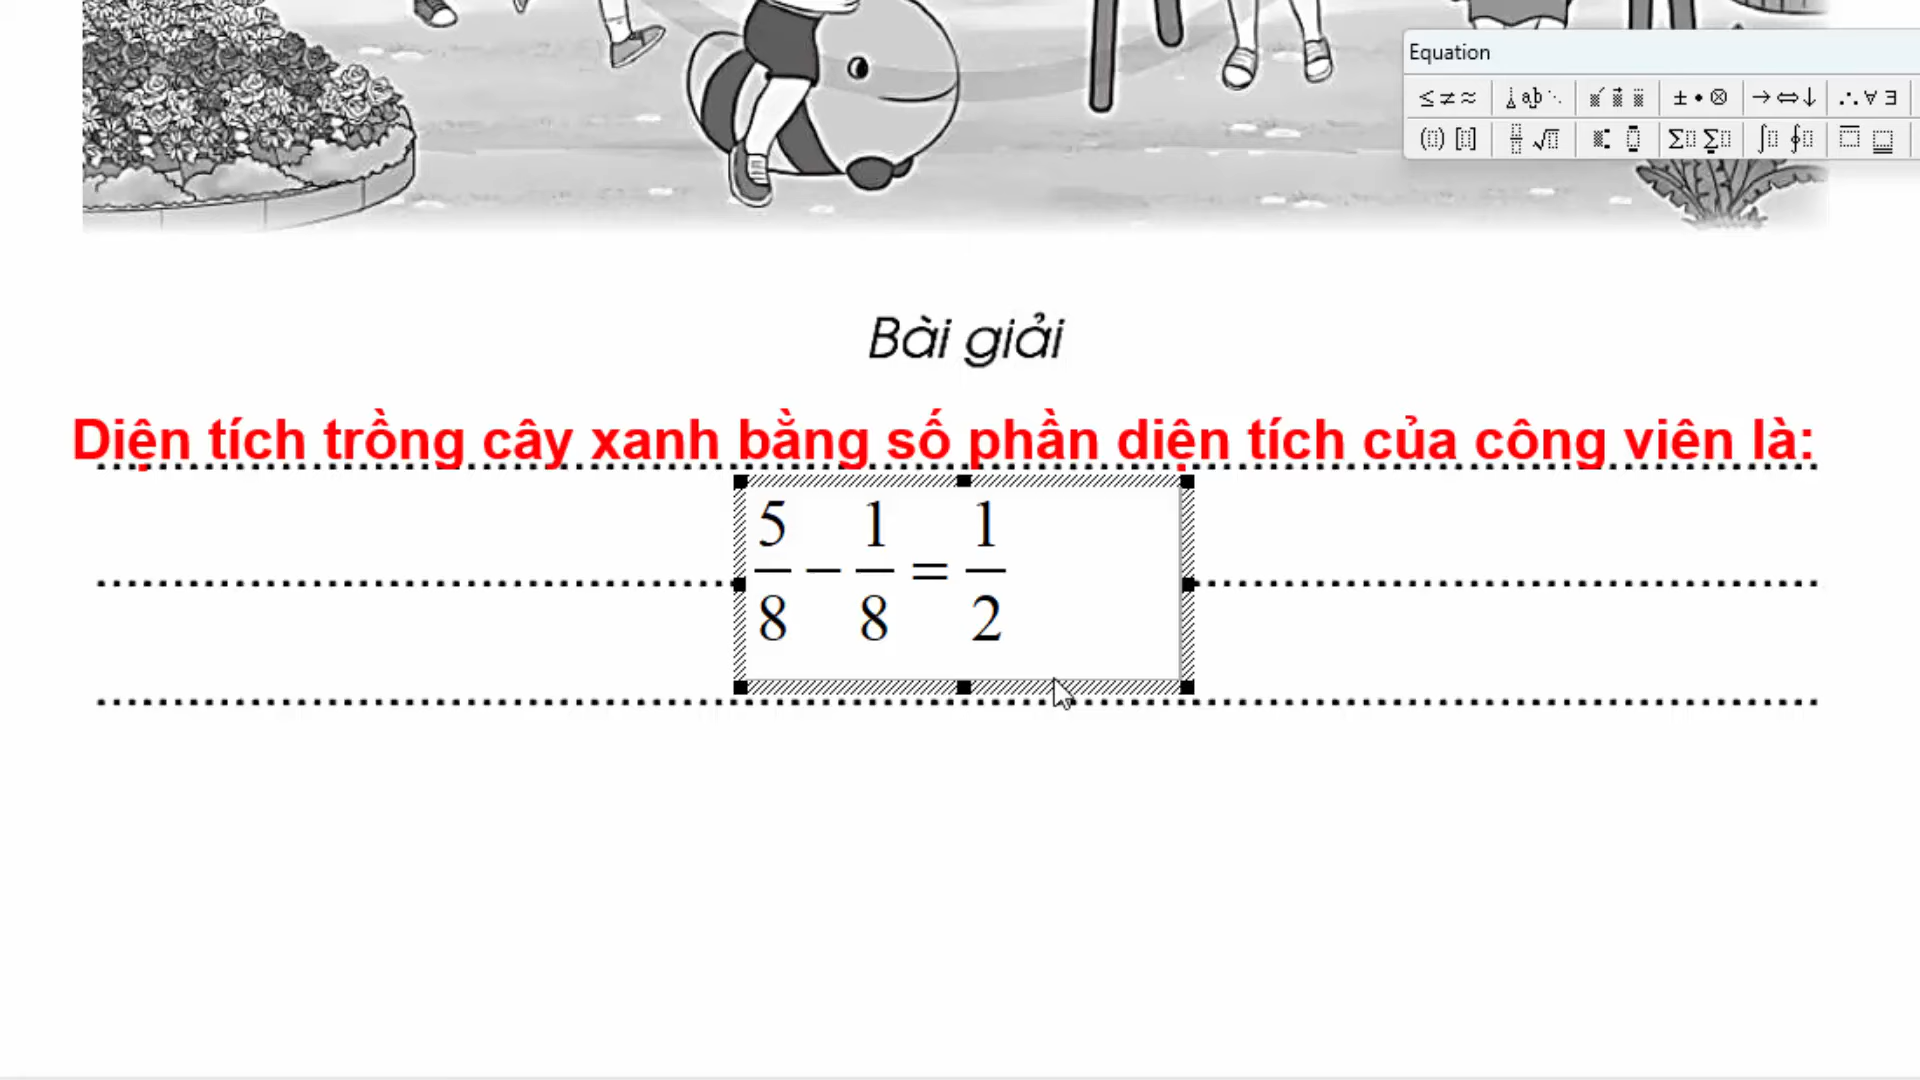 Equation
≤≠≈ ab ±•⊗ →⇔↓ ∴∀∃
Bài giải
Diện tích trồng cây xanh bằng số phần diện tích của công viên là:
5/8 − 1/8 = 1/2